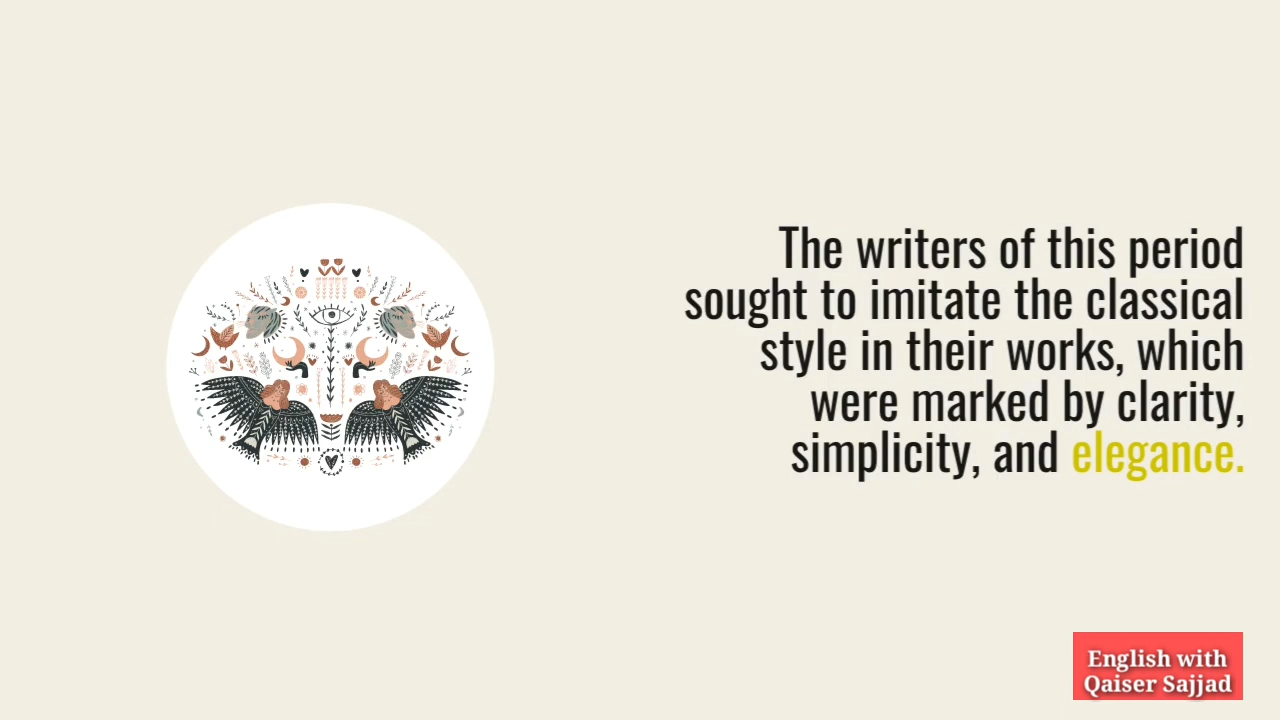 The writers of this period
sought to imitate the classical
style in their works, which
were marked by clarity,
simplicity, and elegance.
English with
Qaiser Sajjad